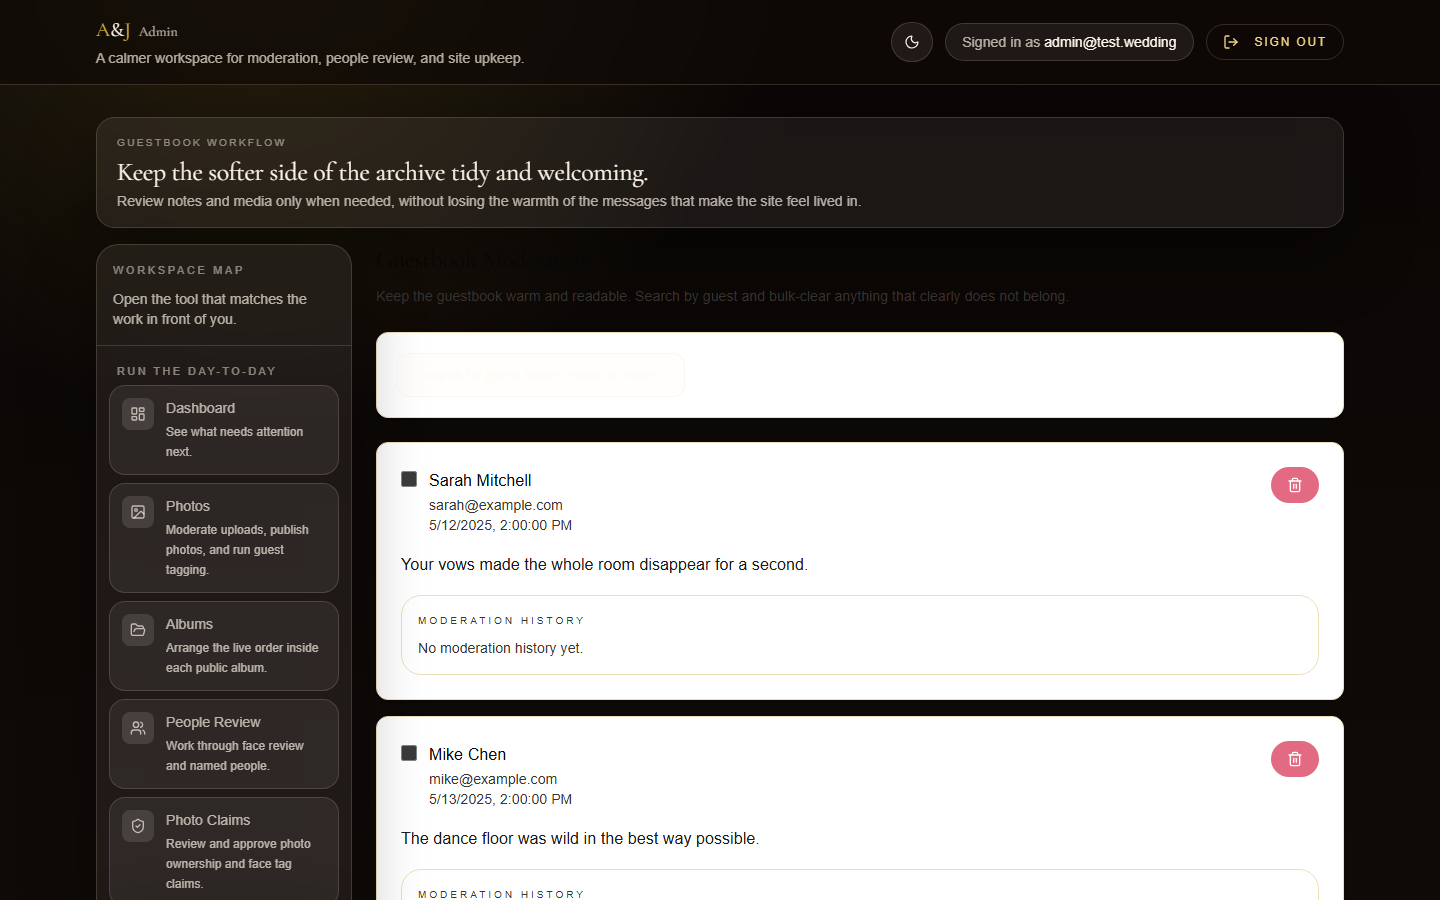 A&J Admin
A calmer workspace for moderation, people review, and site upkeep.
Signed in as admin@test.wedding
SIGN OUT
GUESTBOOK WORKFLOW
Keep the softer side of the archive tidy and welcoming.
Review notes and media only when needed, without losing the warmth of the messages that make the site feel lived in.
WORKSPACE MAP
Open the tool that matches the
work in front of you.
RUN THE DAY-TO-DAY
Dashboard
See what needs attention
next.
Photos
Moderate uploads, publish
photos, and run guest
tagging.
Albums
Arrange the live order inside
each public album.
People Review
Work through face review
and named people.
Photo Claims
Review and approve photo
ownership and face tag
claims.
Guestbook
Keep the guestbook warm and readable. Search by guest and bulk-clear anything that clearly does not belong.
Sarah Mitchell
sarah@example.com
5/12/2025, 2:00:00 PM
Your vows made the whole room disappear for a second.
MODERATION HISTORY
No moderation history yet.
Mike Chen
mike@example.com
5/13/2025, 2:00:00 PM
The dance floor was wild in the best way possible.
MODERATION HISTORY